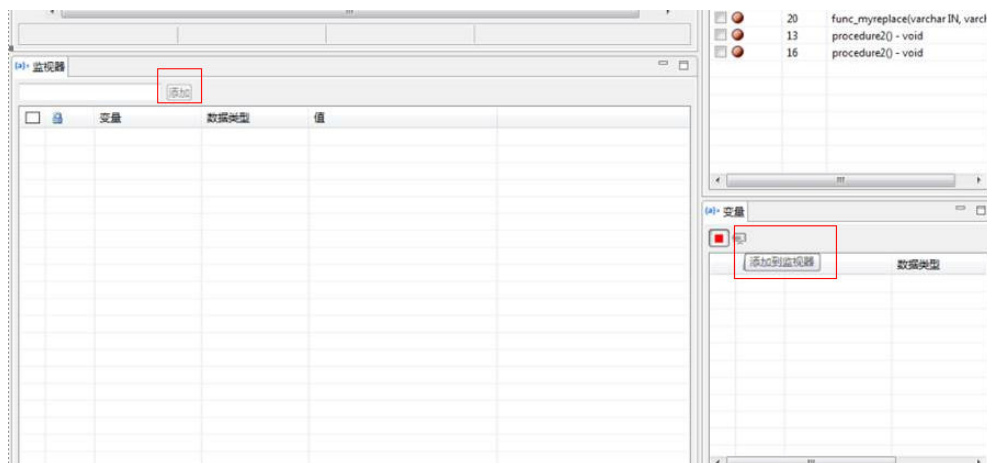 20 func_myreplace(varchar IN, varch
13 procedure2() - void
16 procedure2() - void
(a)= 监视器
添加
变量 数据类型 值
(a)= 变量
添加到监视器
数据类型